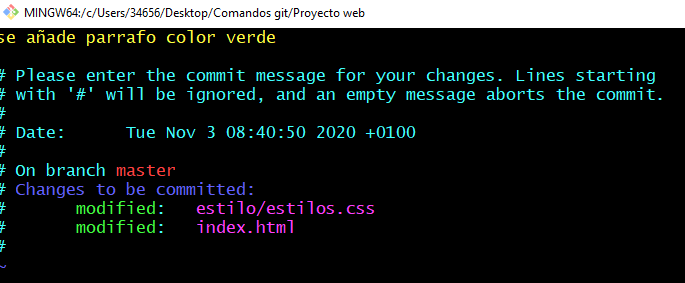 MINGW64:/c/Users/34656/Desktop/Comandos git/Proyecto web
se añade parrafo color verde
# Please enter the commit message for your changes. Lines starting
# with '#' will be ignored, and an empty message aborts the commit.
#
# Date:      Tue Nov 3 08:40:50 2020 +0100
#
# On branch master
# Changes to be committed:
#       modified:   estilo/estilos.css
#       modified:   index.html
#
~